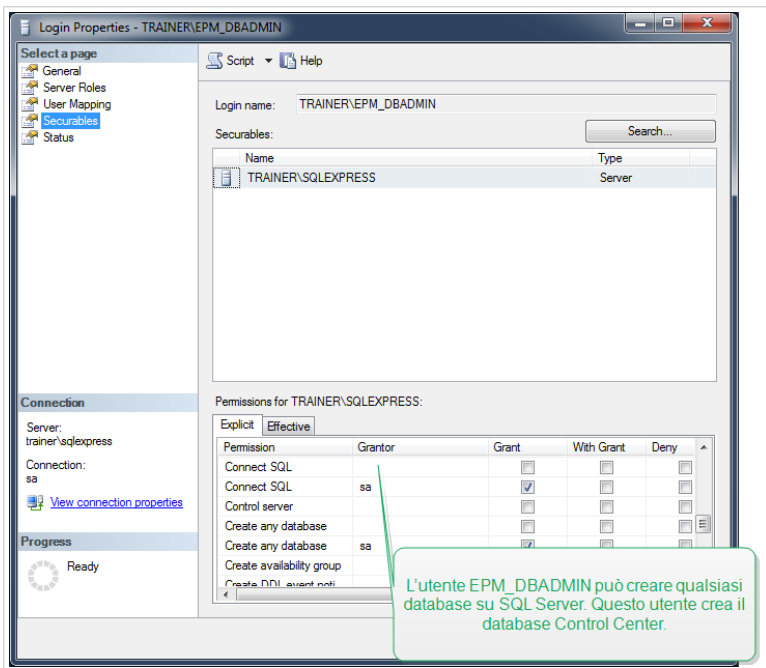 Login Properties - TRAINER\EPM_DBADMIN
Select a page
General
Server Roles
User Mapping
Securables
Status
Script Help
Login name: TRAINER\EPM_DBADMIN
Securables: Search...
Name Type
TRAINER\SQLEXPRESS Server
Connection
Server:
trainer\sqlexpress
Connection:
sa
View connection properties
Progress
Ready
Permissions for TRAINER\SQLEXPRESS:
Explicit Effective
Permission Grantor Grant With Grant Deny
Connect SQL
Connect SQL sa
Control server
Create any database
Create any database sa
Create availability group
Create DDL event noti
L'utente EPM_DBADMIN può creare qualsiasi
database su SQL Server. Questo utente crea il
database Control Center.